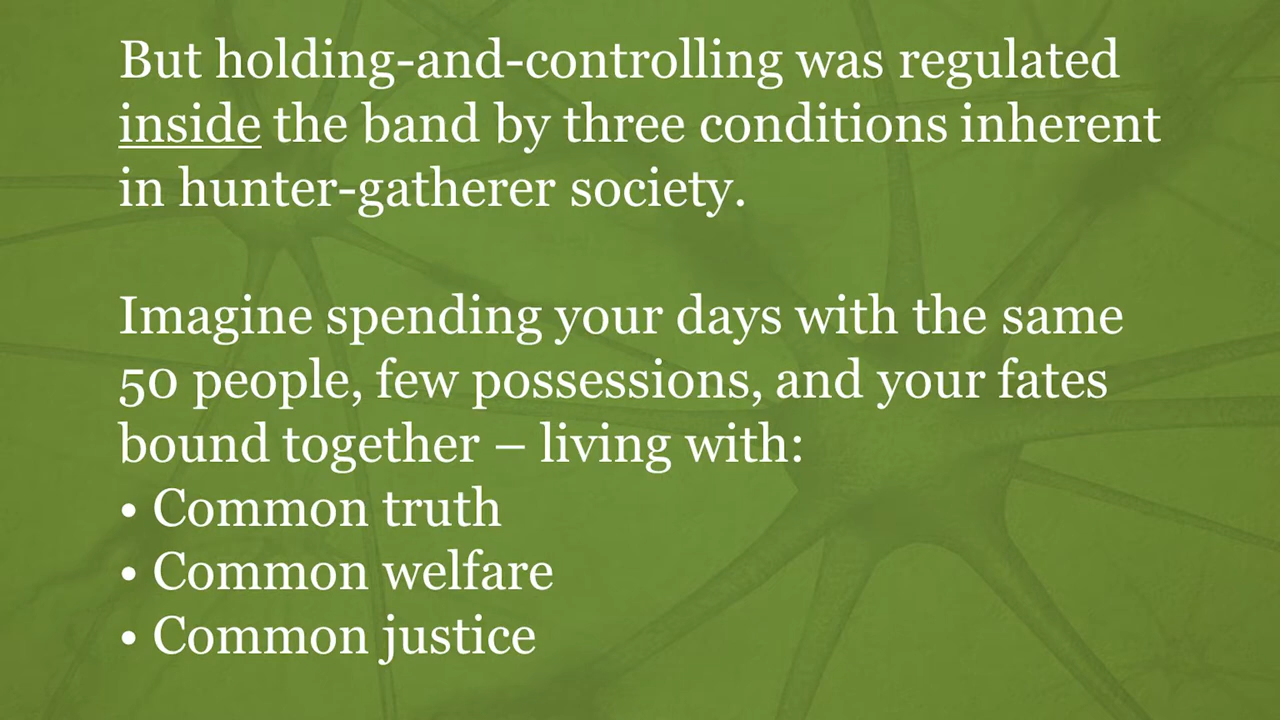 But holding-and-controlling was regulated
inside the band by three conditions inherent
in hunter-gatherer society.
Imagine spending your days with the same
50 people, few possessions, and your fates
bound together – living with:
• Common truth
• Common welfare
• Common justice